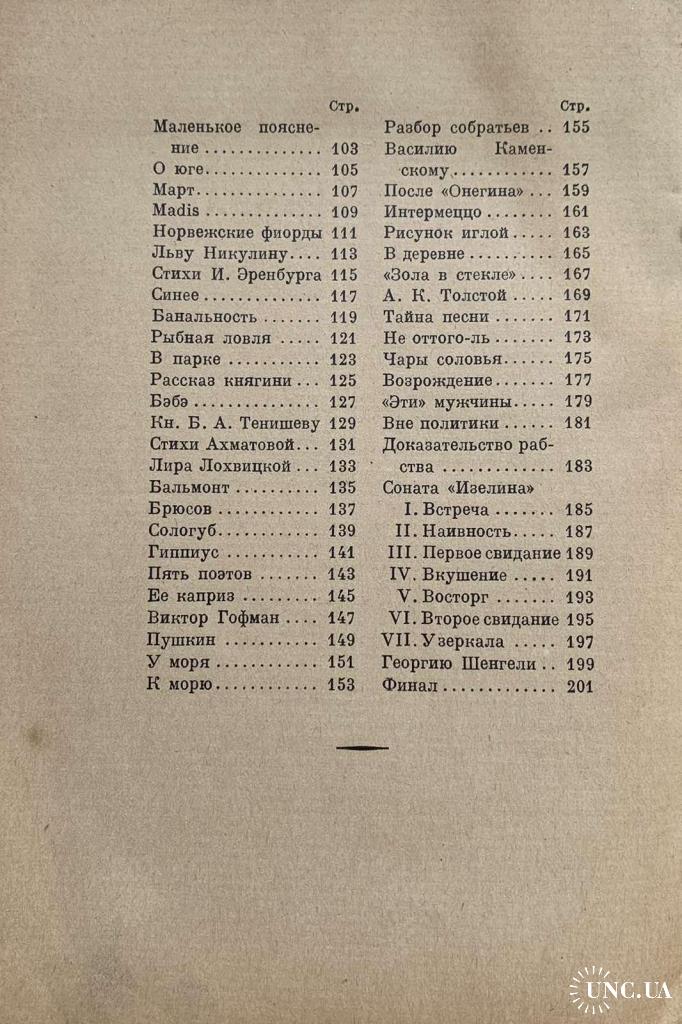 Стр.
Маленькое поясне-
ние ............. 103
О юге............. 105
Март............. 107
Madis ............ 109
Норвежские фиорды 111
Льву Никулину.... 113
Стихи И. Эренбурга 115
Синее ............ 117
Банальность ....... 119
Рыбная ловля ..... 121
В парке .......... 123
Рассказ княгини ... 125
Бэбэ .............. 127
Кн. Б. А. Тенишеву 129
Стихи Ахматовой... 131
Лира Лохвицкой ... 133
Бальмонт ......... 135
Брюсов ........... 137
Сологуб........... 139
Гиппиус .......... 141
Пять поэтов ....... 143
Ее каприз ......... 145
Виктор Гофман .... 147
Пушкин .......... 149
У моря ........... 151
К морю............ 153
Стр.
Разбор собратьев .. 155
Василию Камен-
скому............ 157
После «Онегина» ... 159
Интермеццо ....... 161
Рисунок иглой..... 163
В деревне ......... 165
«Зола в стекле» .... 167
А. К. Толстой ..... 169
Тайна песни ....... 171
Не оттого-ль ....... 173
Чары соловья...... 175
Возрождение....... 177
«Эти» мужчины..... 179
Вне политики ...... 181
Доказательство раб-
ства ............. 183
Соната «Изелина»
I. Встреча ....... 185
II. Наивность..... 187
III. Первое свидание 189
IV. Вкушение ..... 191
V. Восторг ....... 193
VI. Второе свидание 195
VII. У зеркала ..... 197
Георгию Шенгели .. 199
Финал............. 201
UNC.UA